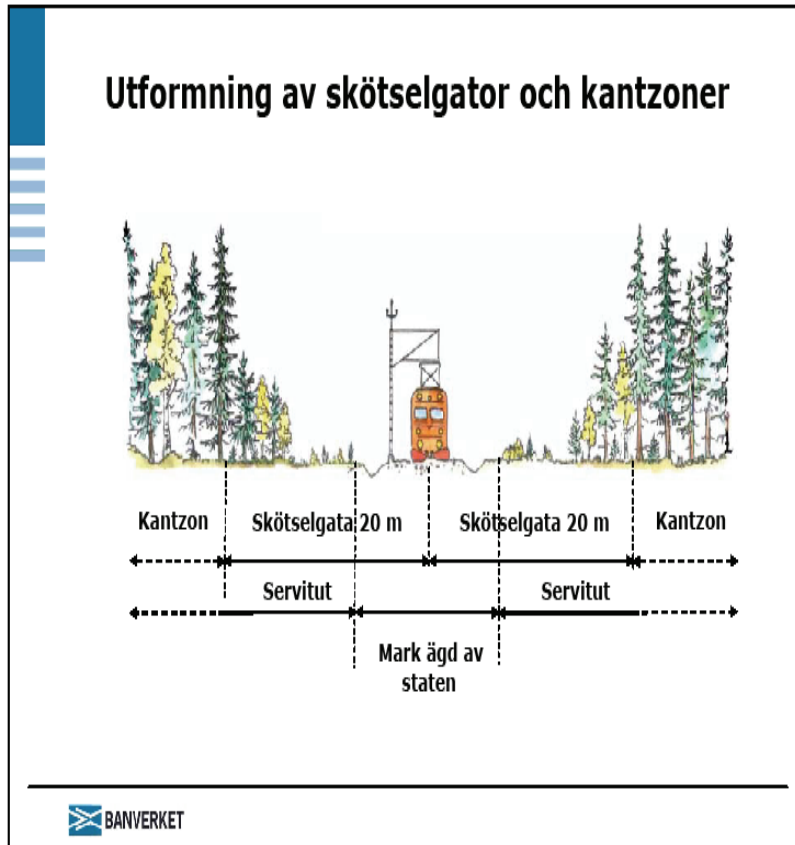 Utformning av skötselgator och kantzoner
Kantzon Skötselgata 20 m Skötselgata 20 m Kantzon
Servitut Servitut
Mark ägd av
staten
BANVERKET